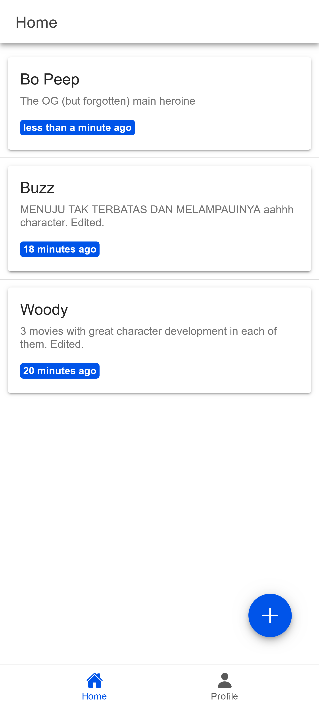 Home
Bo Peep
The OG (but forgotten) main heroine
less than a minute ago
Buzz
MENUJU TAK TERBATAS DAN MELAMPAUINYA aahhh
character. Edited.
18 minutes ago
Woody
3 movies with great character development in each of
them. Edited.
20 minutes ago
Home
Profile